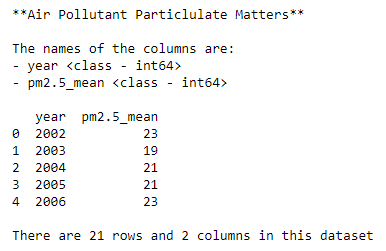 **Air Pollutant Particlulate Matters**
The names of the columns are:
- year <class - int64>
- pm2.5_mean <class - int64>
year pm2.5_mean
0 2002 23
1 2003 19
2 2004 21
3 2005 21
4 2006 23
There are 21 rows and 2 columns in this dataset